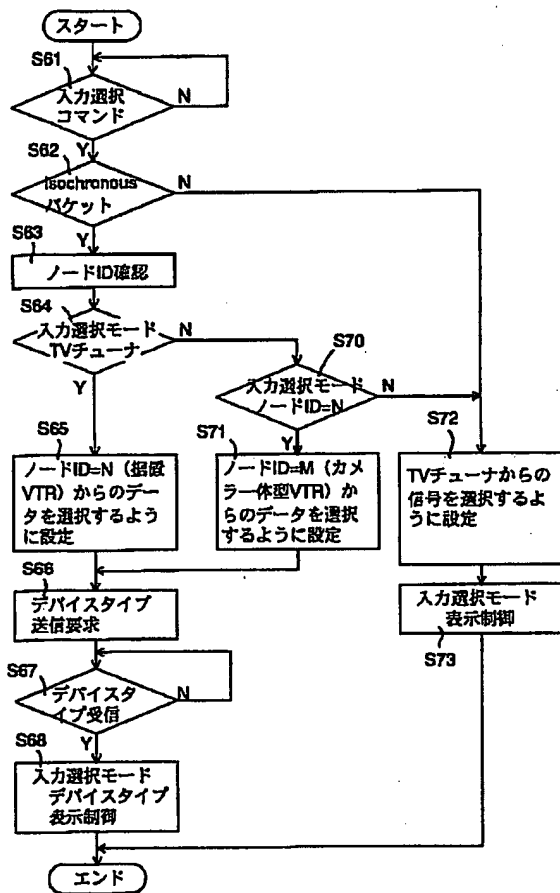 スタート
S61
入力選択
コマンド
N
Y
S62
Isochronous
パケット
N
Y
S63
ノードID確認
S64
入力選択モード
TVチューナ
N
Y
S70
入力選択モード
ノードID=N
N
Y
S65
ノードID=N(据置
VTR)からのデー
タを選択するよう
に設定
S71
ノードID=M(カメ
ラ一体型VTR)か
らのデータを選択
するように設定
S72
TVチューナからの
信号を選択する
ように設定
S66
デバイスタイプ
送信要求
入力選択モード
表示制御
S73
S67
デバイスタ
イプ受信
N
Y
S68
入力選択モード
デバイスタイプ
表示制御
エンド